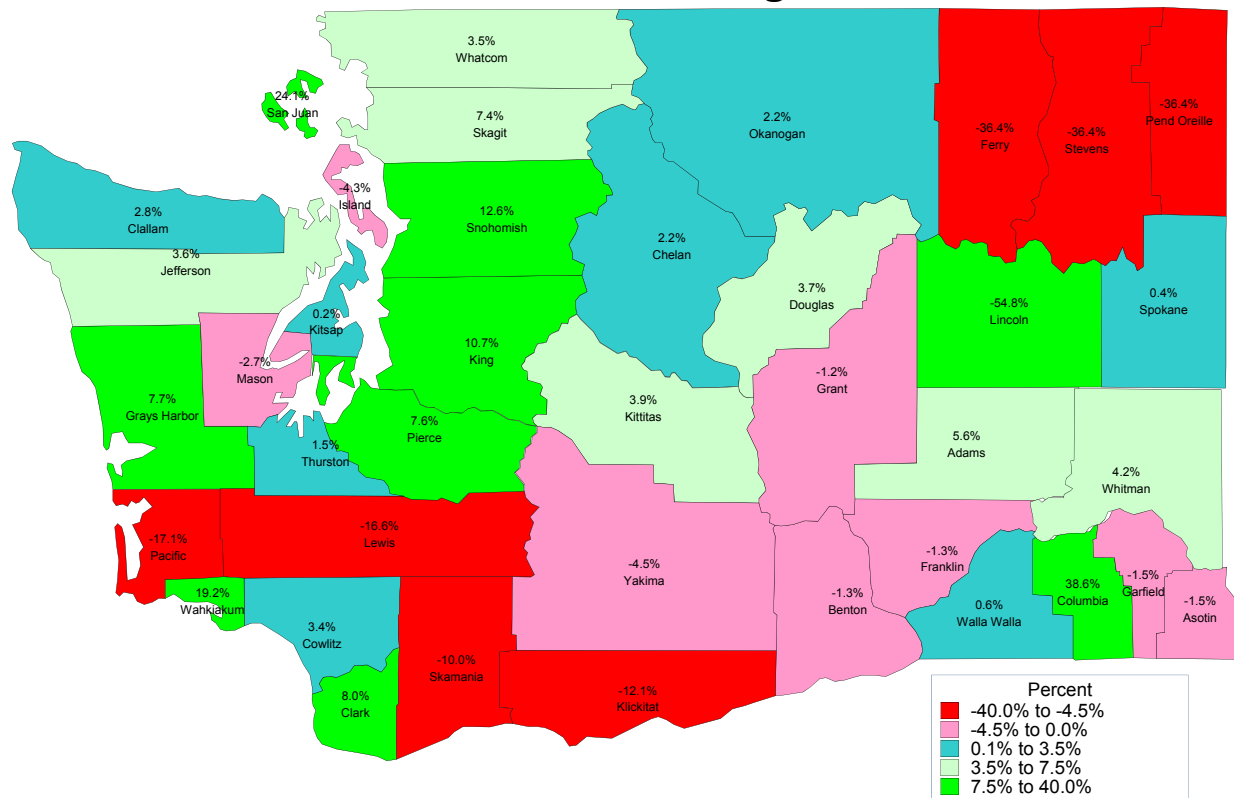 3.5%
Whatcom
24.1%
San Juan
7.4%
Skagit
2.2%
Okanogan
-36.4%
Ferry
-36.4%
Stevens
-36.4%
Pend Oreille
-4.3%
Island
2.8%
Clallam
12.6%
Snohomish
3.6%
Jefferson
2.2%
Chelan
3.7%
Douglas
-54.8%
Lincoln
0.4%
Spokane
0.2%
Kitsap
10.7%
King
-2.7%
Mason
-1.2%
Grant
7.7%
Grays Harbor
3.9%
Kittitas
7.6%
Pierce
1.5%
Thurston
5.6%
Adams
4.2%
Whitman
-17.1%
Pacific
-16.6%
Lewis
-4.5%
Yakima
-1.3%
Franklin
19.2%
Wahkiakum
3.4%
Cowlitz
-1.3%
Benton
0.6%
Walla Walla
38.6%
Columbia
-1.5%
Garfield
-1.5%
Asotin
-10.0%
Skamania
-12.1%
Klickitat
8.0%
Clark
Percent
-40.0% to -4.5%
-4.5% to 0.0%
0.1% to 3.5%
3.5% to 7.5%
7.5% to 40.0%